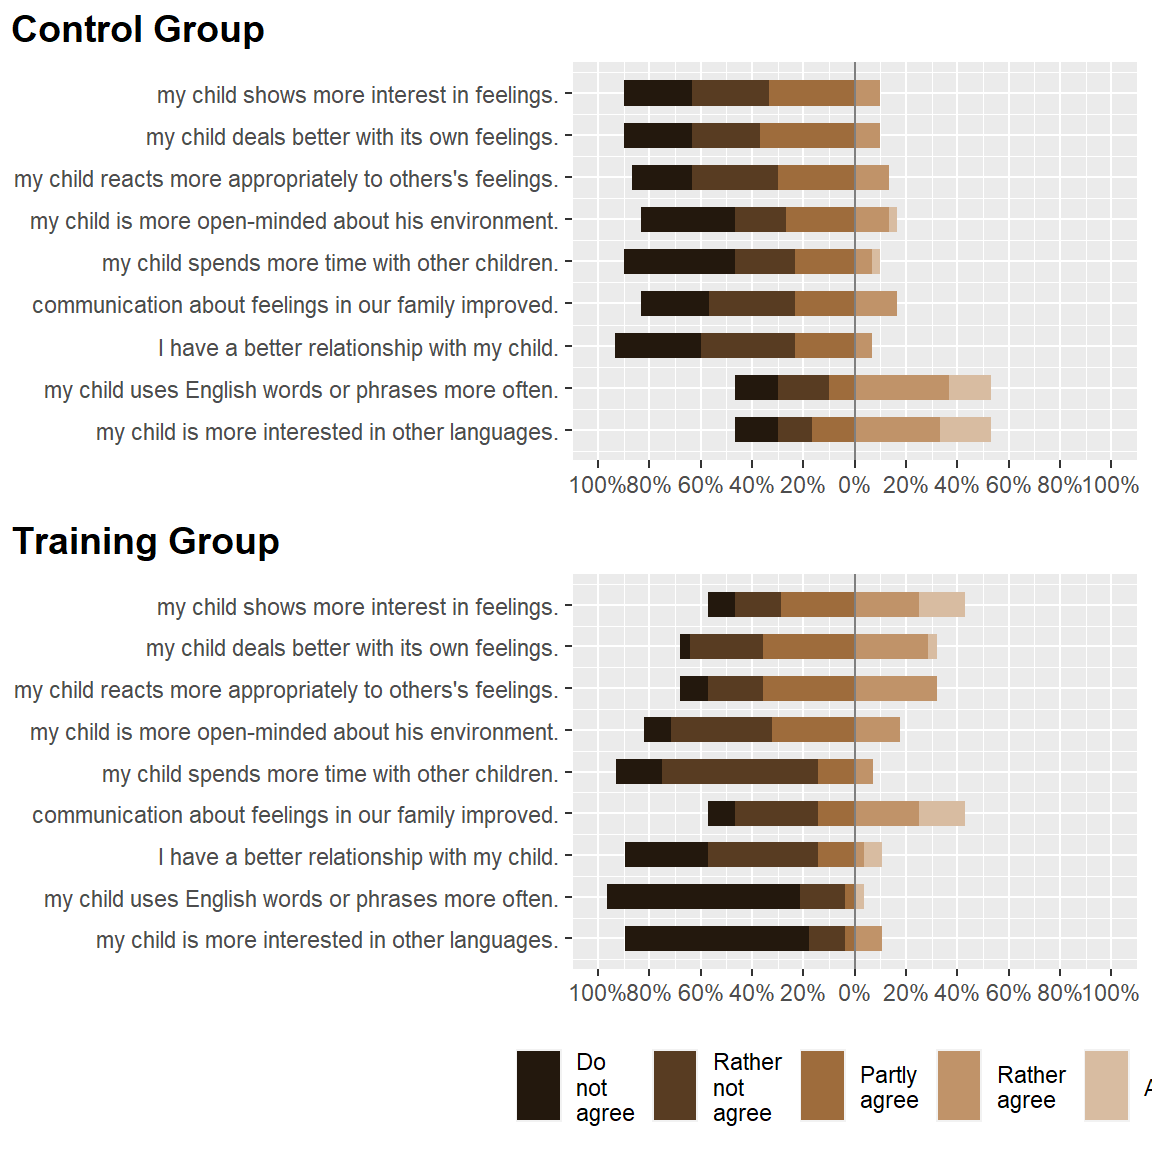 Control Group
my child shows more interest in feelings.
my child deals better with its own feelings.
my child reacts more appropriately to others's feelings.
my child is more open-minded about his environment.
my child spends more time with other children.
communication about feelings in our family improved.
I have a better relationship with my child.
my child uses English words or phrases more often.
my child is more interested in other languages.
100% 80% 60% 40% 20% 0% 20% 40% 60% 80% 100%
Training Group
my child shows more interest in feelings.
my child deals better with its own feelings.
my child reacts more appropriately to others's feelings.
my child is more open-minded about his environment.
my child spends more time with other children.
communication about feelings in our family improved.
I have a better relationship with my child.
my child uses English words or phrases more often.
my child is more interested in other languages.
100% 80% 60% 40% 20% 0% 20% 40% 60% 80% 100%
Do
not
agree
Rather
not
agree
Partly
agree
Rather
agree